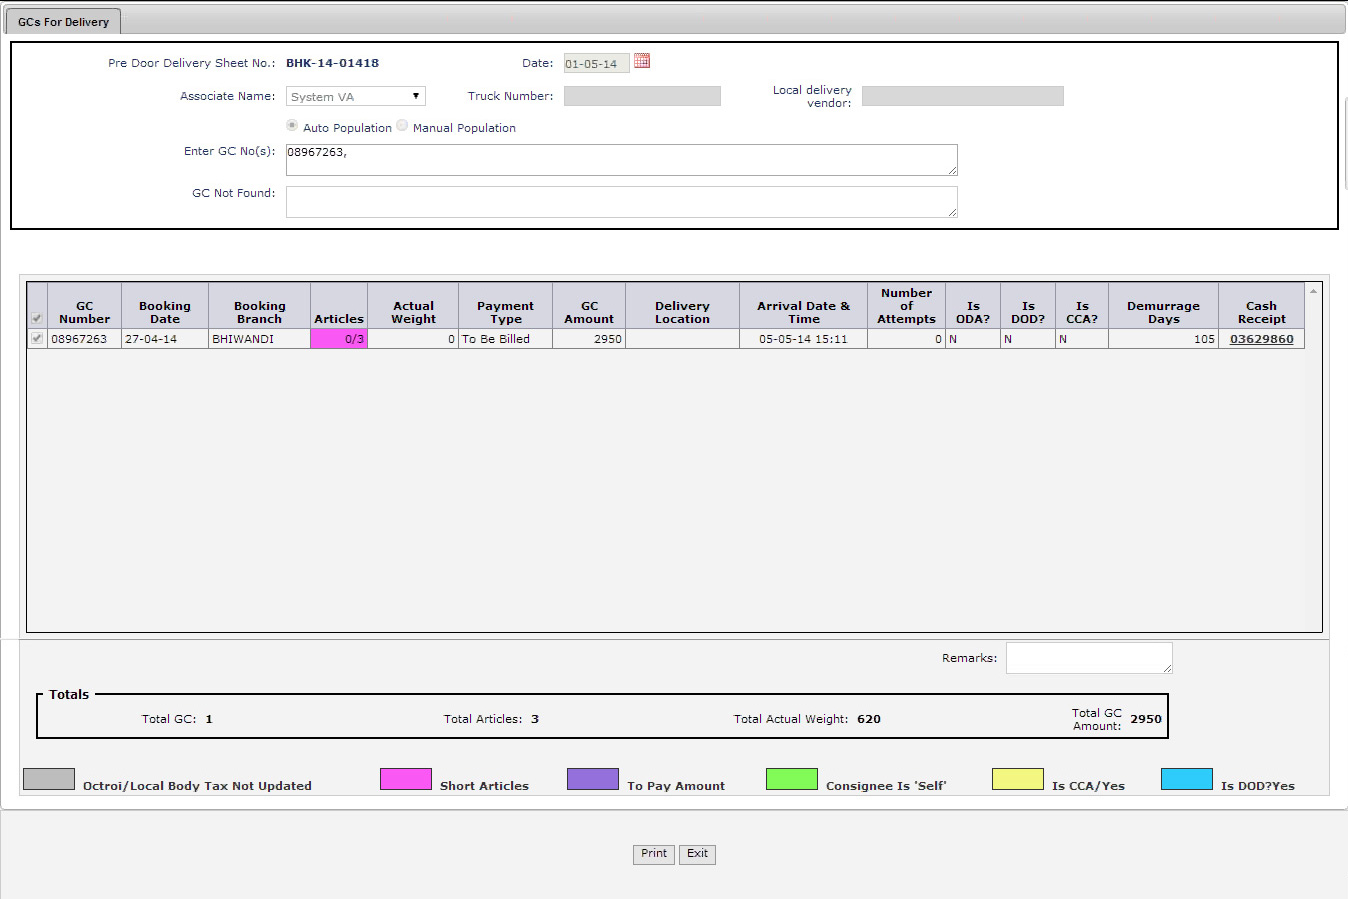 GCs For Delivery
Pre Door Delivery Sheet No.: BHK-14-01418 Date: 01-05-14
Associate Name: System VA Truck Number: Local delivery vendor:
Auto Population Manual Population
Enter GC No(s): 08967263,
GC Not Found:
GC Number Booking Date Booking Branch Articles Actual Weight Payment Type GC Amount Delivery Location Arrival Date & Time Number of Attempts Is ODA? Is DOD? Is CCA? Demurrage Days Cash Receipt
08967263 27-04-14 BHIWANDI 0/3 0 To Be Billed 2950 05-05-14 15:11 0 N N N 105 03629860
Remarks:
Totals
Total GC: 1 Total Articles: 3 Total Actual Weight: 620 Total GC Amount: 2950
Octroi/Local Body Tax Not Updated Short Articles To Pay Amount Consignee Is 'Self' Is CCA/Yes Is DOD?Yes
Print Exit